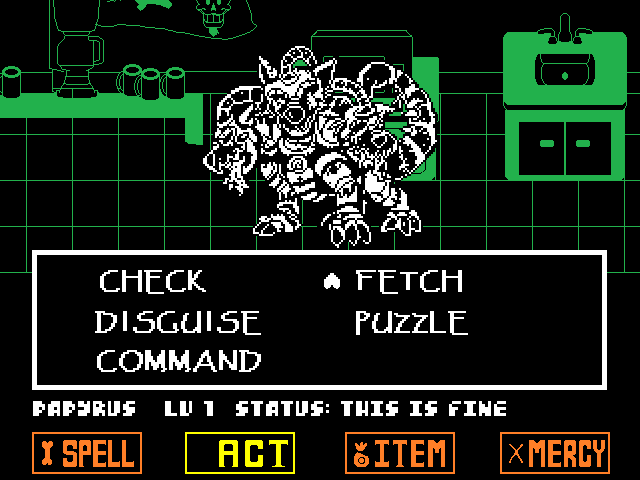 CHECK FETCH
DISGUISE PUZZLE
COMMAND
PAPYRUS LV 1 STATUS: THIS IS FINE
SPELL ACT ITEM MERCY